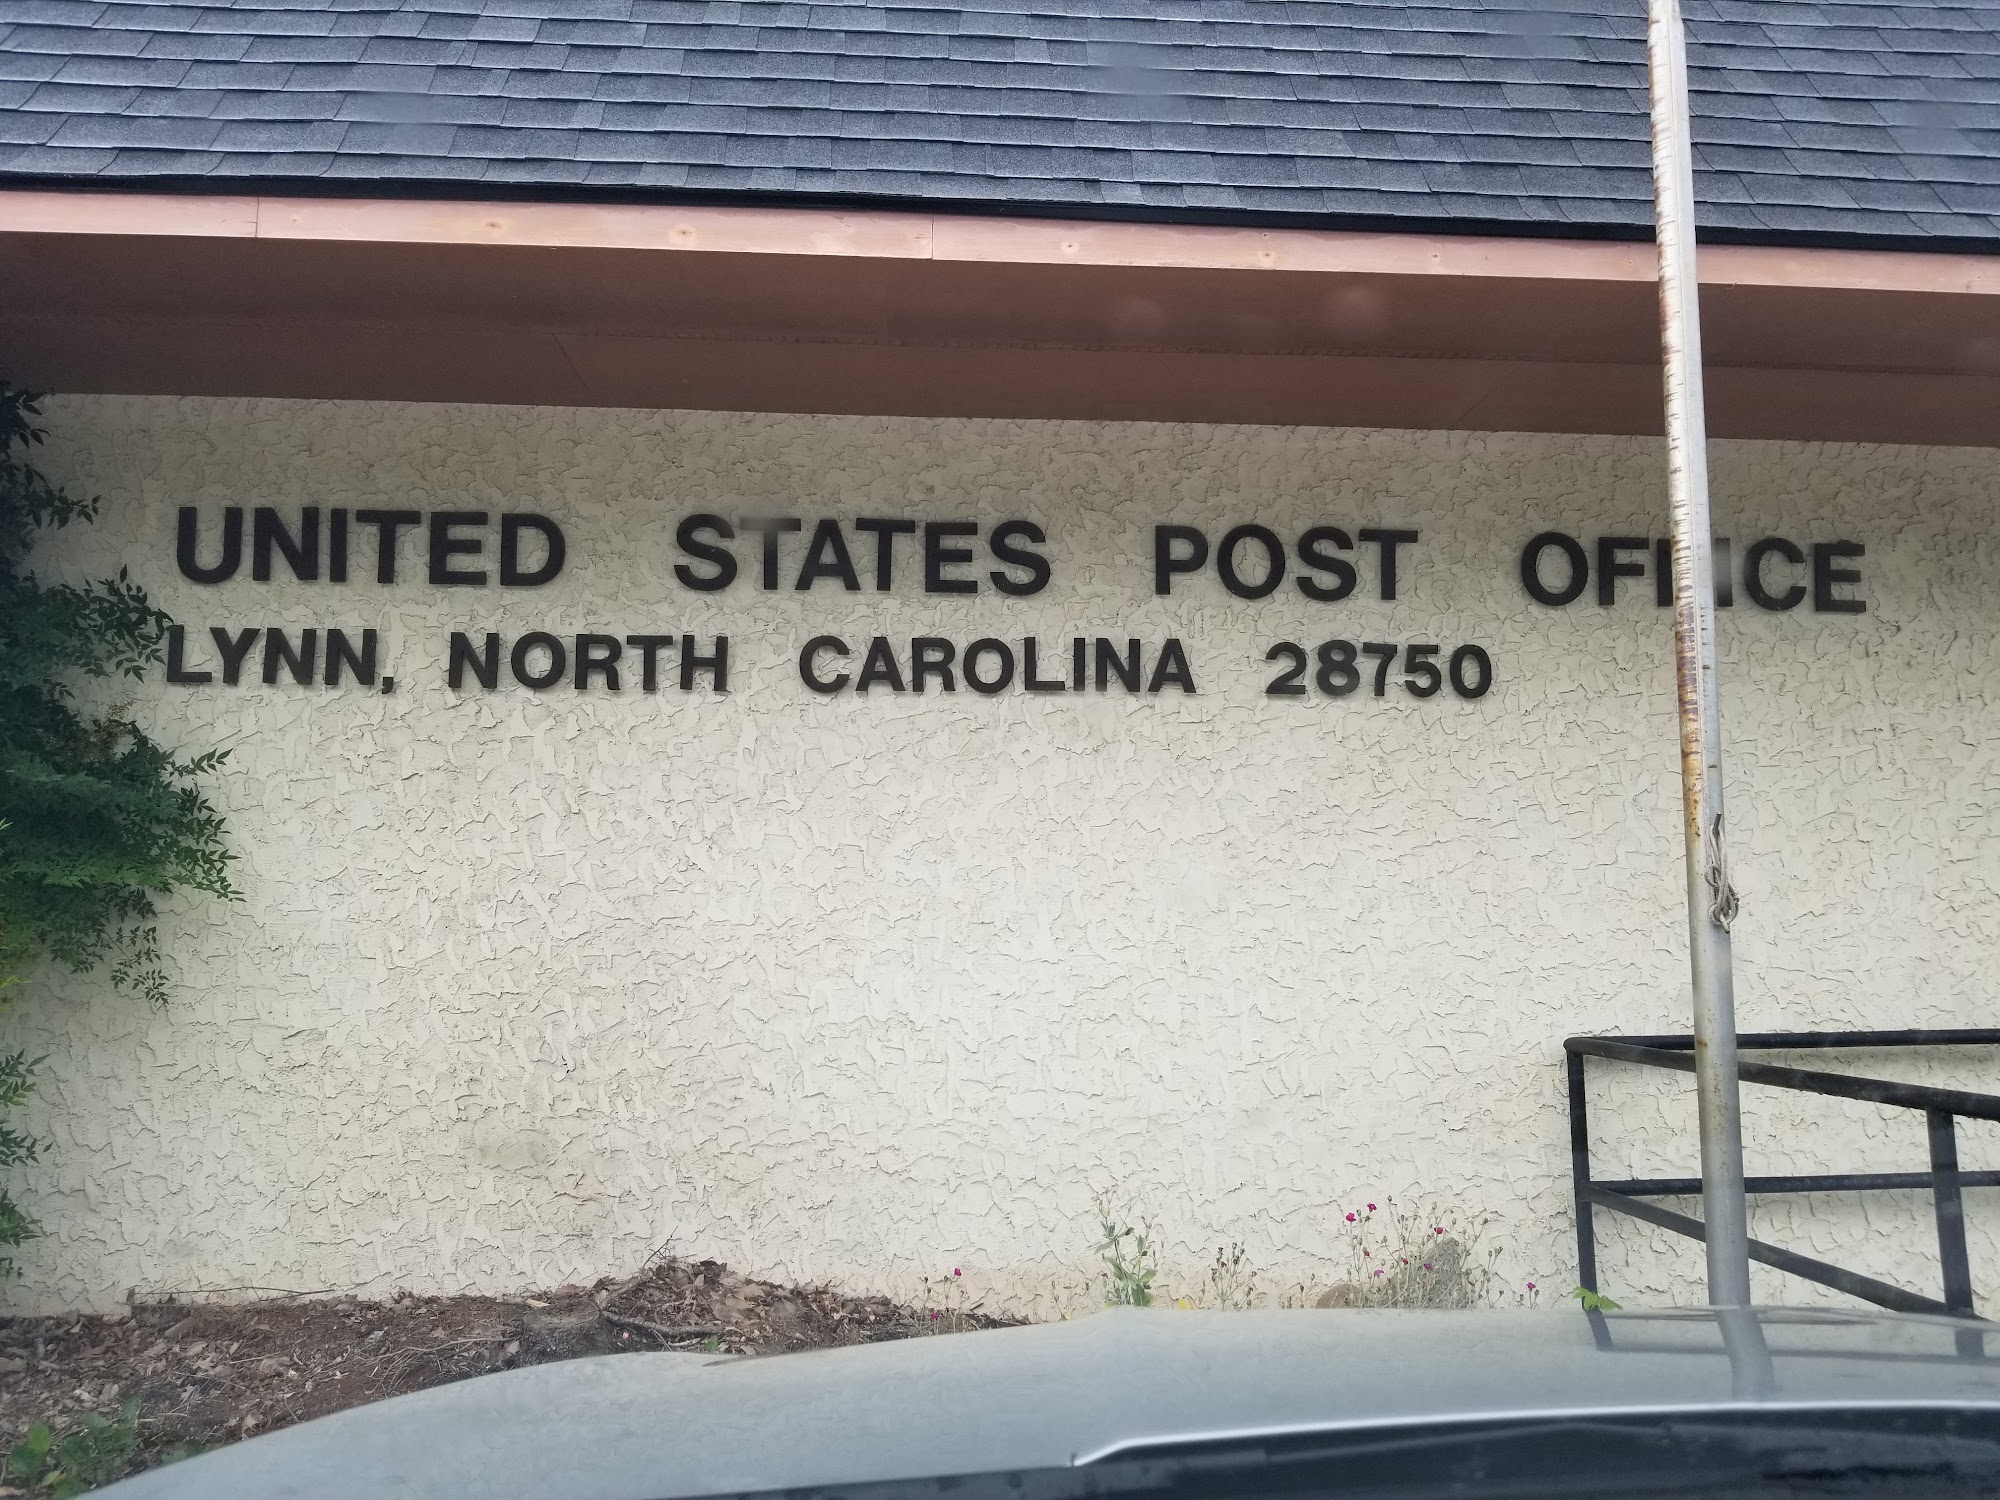 UNITED STATES POST OFFICE
LYNN, NORTH CAROLINA 28750